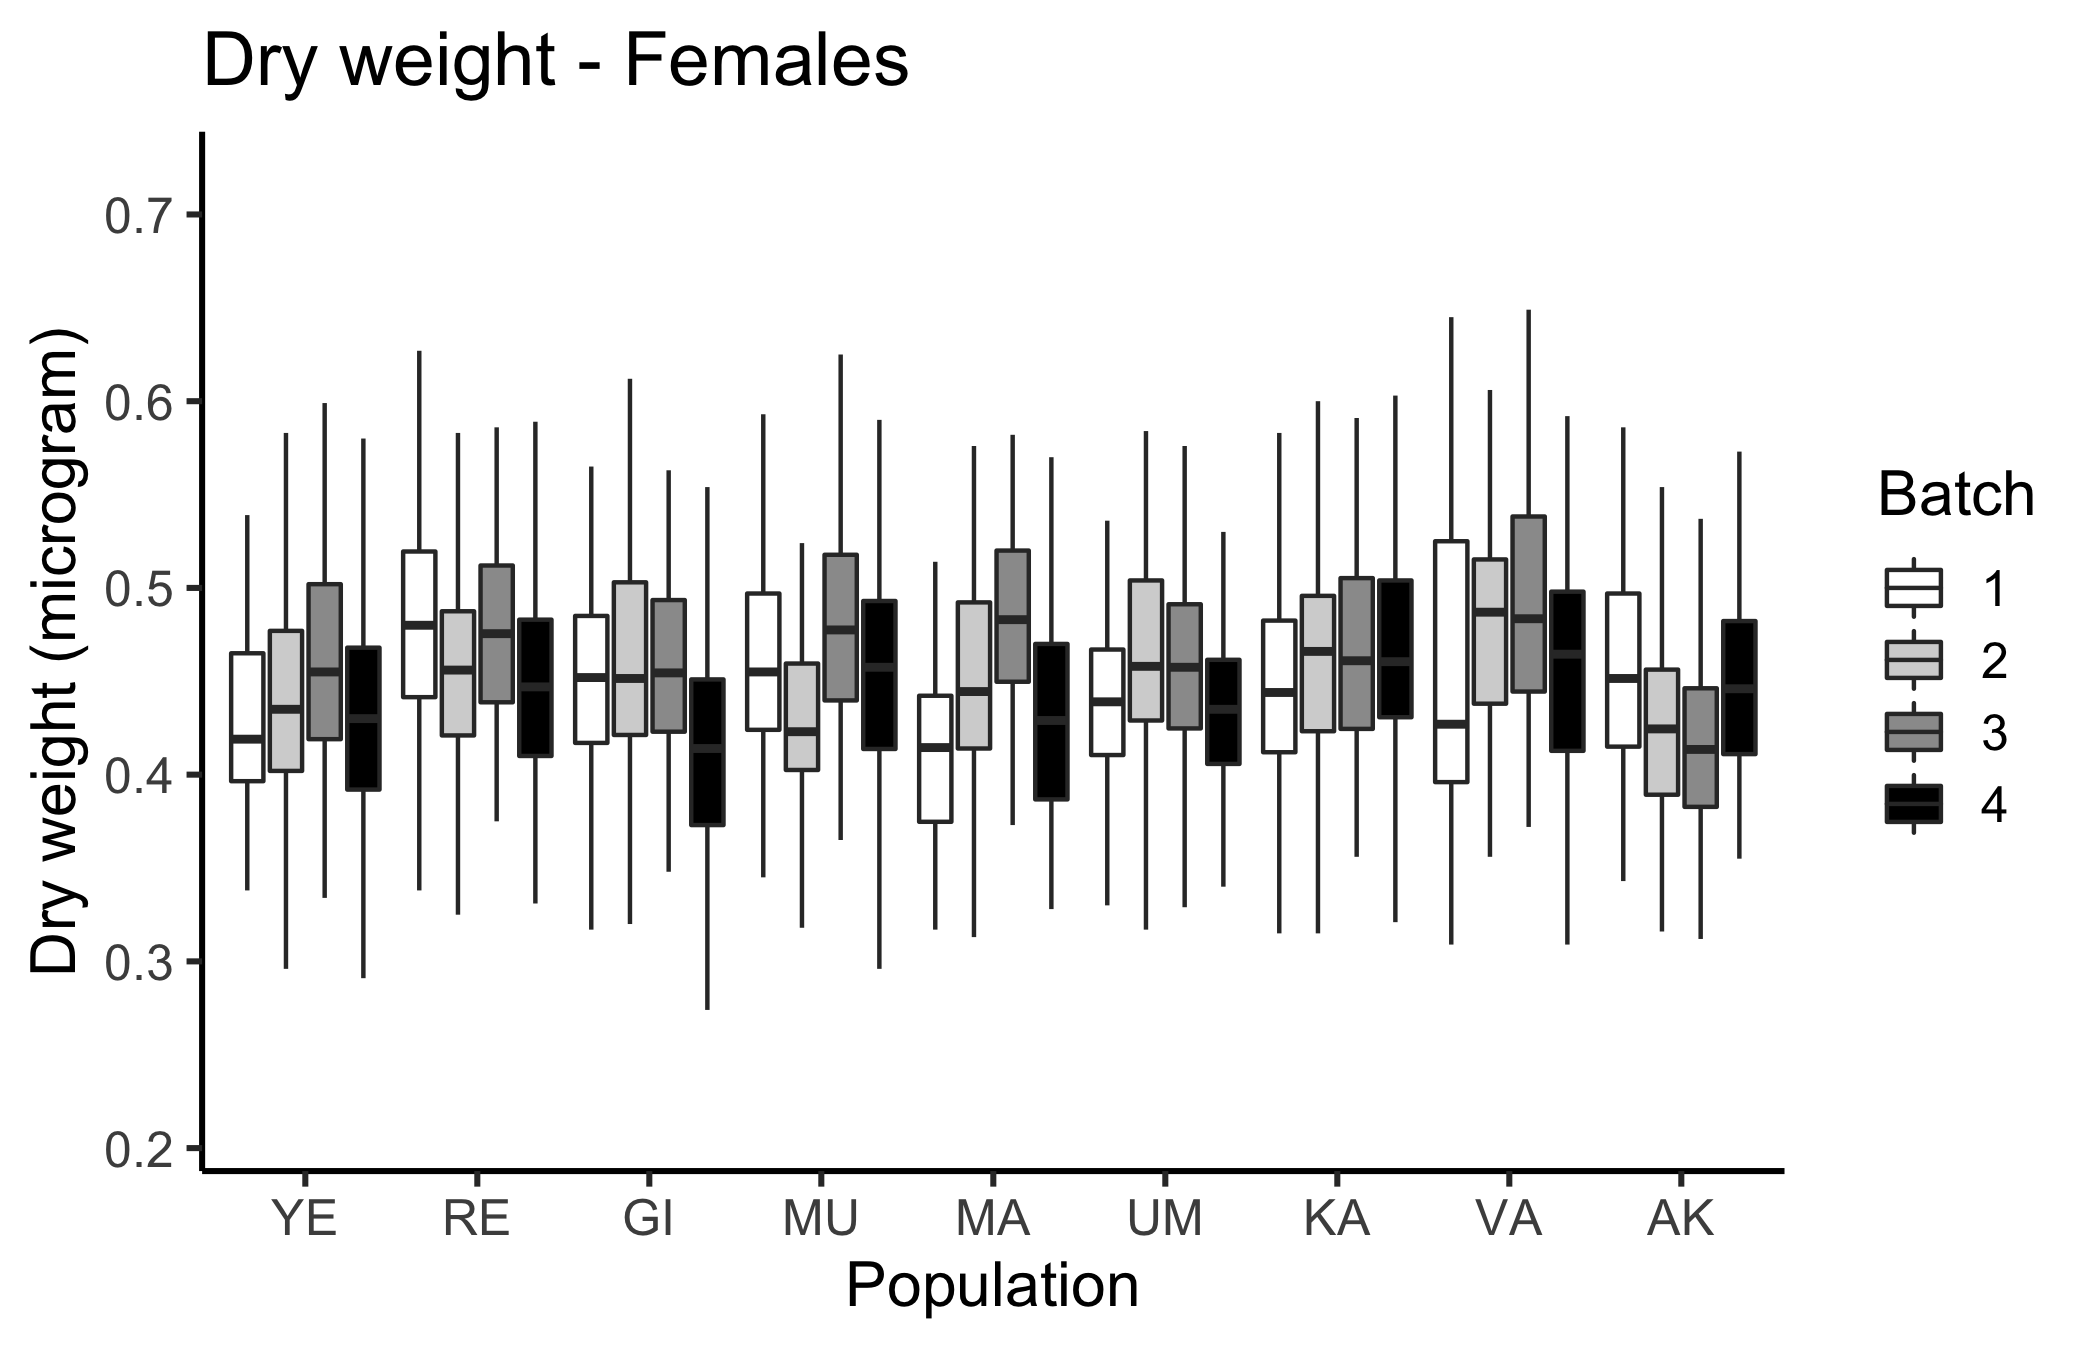 Dry weight - Females
Dry weight (microgram)
0.7
0.6
0.5
0.4
0.3
0.2
YE RE GI MU MA UM KA VA AK
Population
Batch
1
2
3
4